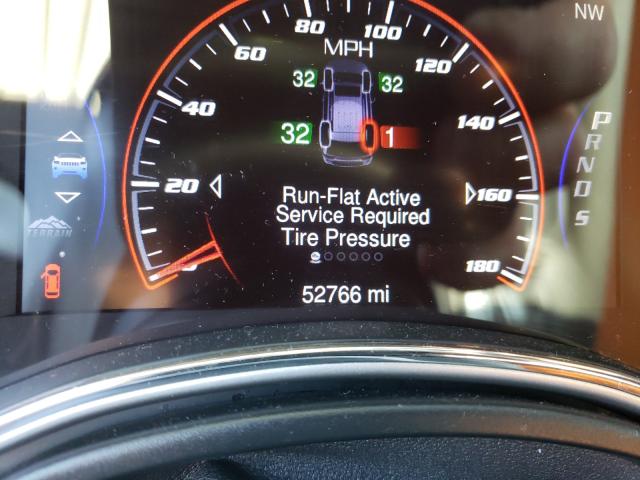 NW
80 100
MPH
60 120
32 32
40 140
32 1
20 160
Run-Flat Active
Service Required
Tire Pressure
TERRAIN
180
52766 mi
P
R
N
D
S